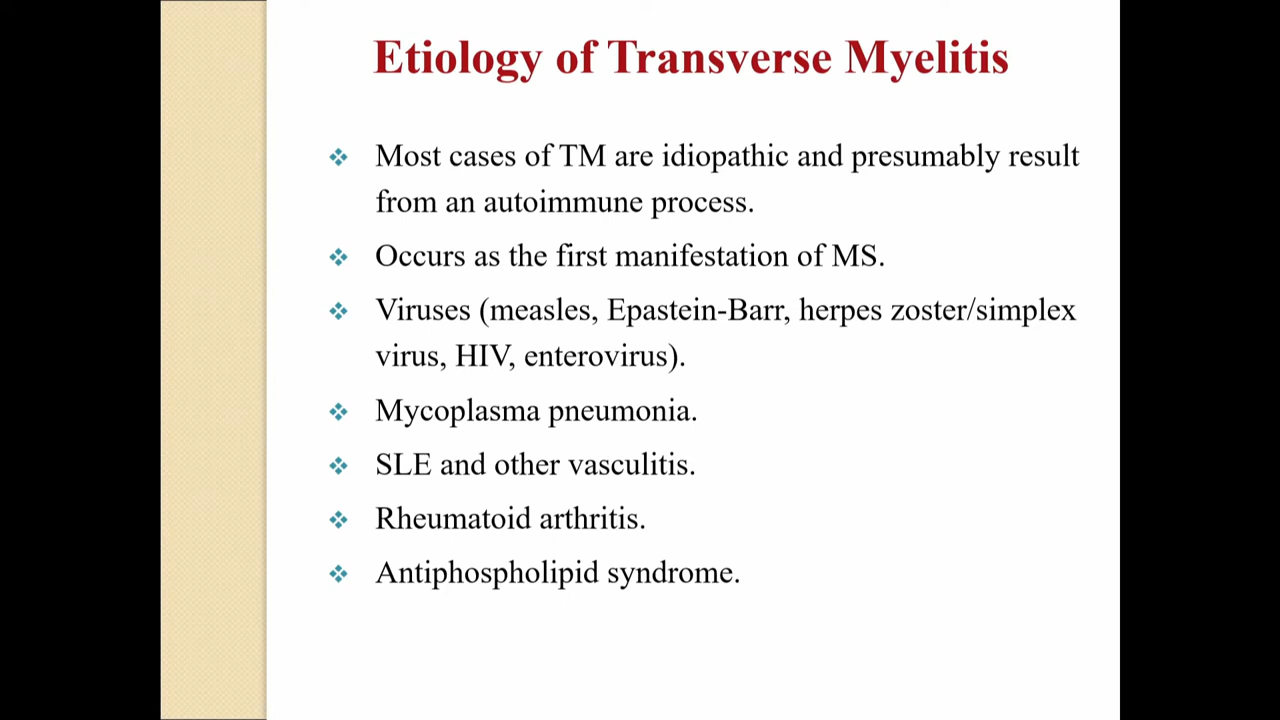 Etiology of Transverse Myelitis
Most cases of TM are idiopathic and presumably result
from an autoimmune process.
Occurs as the first manifestation of MS.
Viruses (measles, Epastein-Barr, herpes zoster/simplex
virus, HIV, enterovirus).
Mycoplasma pneumonia.
SLE and other vasculitis.
Rheumatoid arthritis.
Antiphospholipid syndrome.